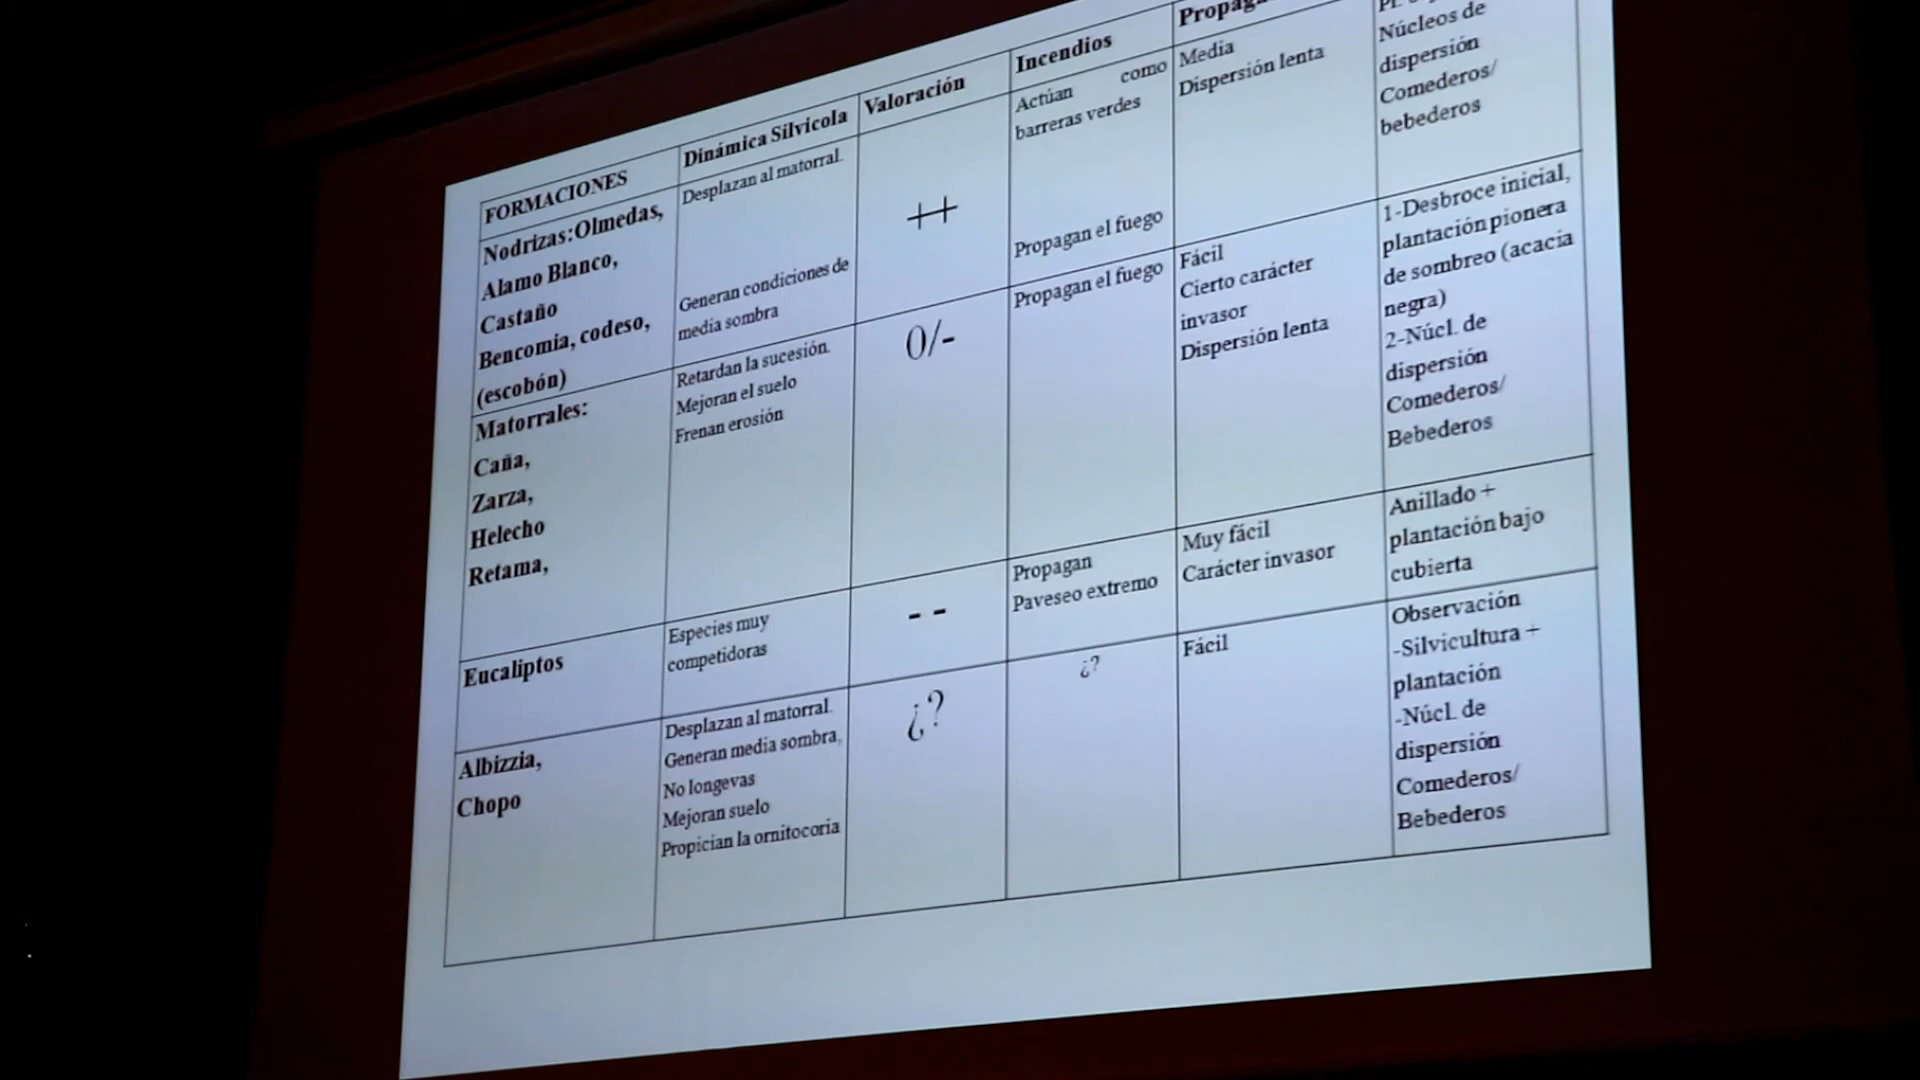 FORMACIONES
Dinámica Silvicola
Valoración
Incendios
Nodrizas:Olmedas,
Alamo Blanco,
Castaño
Bencomia, codeso,
(escobón)
Desplazan al matorral.
Generan condiciones de
media sombra
++
Actúan como
barreras verdes
Propagan el fuego
Media
Dispersión lenta
Núcleos de
dispersión
Comederos/
bebederos
Matorrales:
Caña,
Zarza,
Helecho
Retama,
Retardan la sucesión.
Mejoran el suelo
Frenan erosión
0/-
Propagan el fuego
Fácil
Cierto carácter
invasor
Dispersión lenta
1-Desbroce inicial,
plantación pionera
de sombreo (acacia
negra)
2-Núcl. de
dispersión
Comederos/
Bebederos
Eucaliptos
Especies muy
competidoras
- -
Propagan
Paveseo extremo
Muy fácil
Carácter invasor
Anillado +
plantación bajo
cubierta
Albizzia,
Chopo
Desplazan al matorral.
Generan media sombra,
No longevas
Mejoran suelo
Propician la ornitocoria
¿?
¿?
Fácil
Observación
-Silvicultura +
plantación
-Núcl. de
dispersión
Comederos/
Bebederos